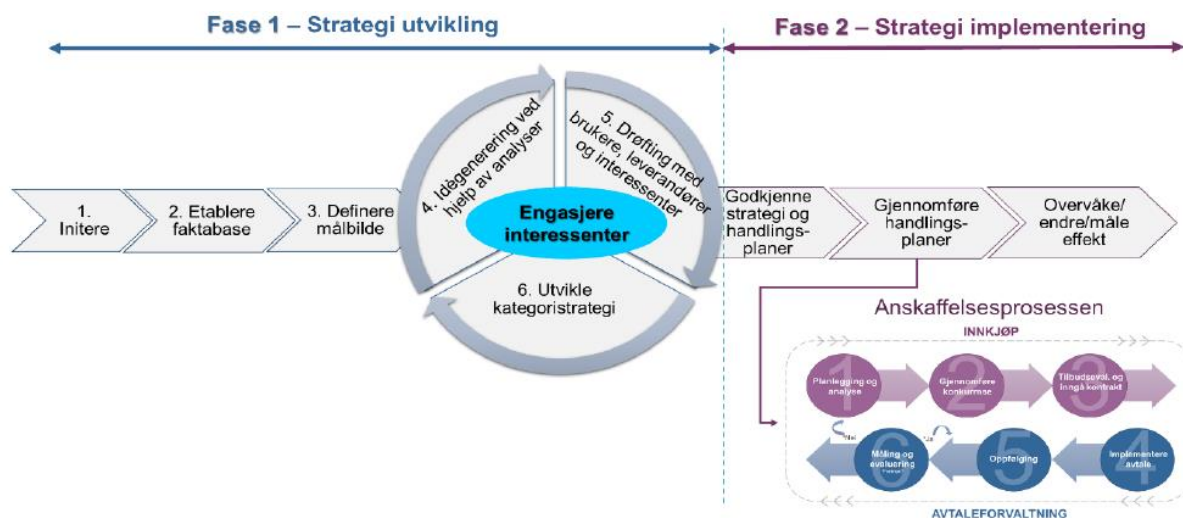 Fase 1 – Strategi utvikling
Fase 2 – Strategi implementering
1.
Initere
2. Etablere
faktabase
3. Definere
målbilde
4. Idègenerering ved
hjelp av analyser
5. Drøfting med
brukere, leverandører
og interessenter
Engasjere
interessenter
6. Utvikle
kategoristrategi
Godkjenne
strategi og
handlings-
planer
Gjennomføre
handlings-
planer
Overvåke/
endre/måle
effekt
Anskaffelsesprosessen
INNKJØP
1
Planlegging og
analyse
2
Gjennomføre
konkurranse
3
Tilbudseval. og
inngå kontrakt
6
Måling og
evaluering
5
Oppfølging
4
Implementere
avtale
AVTALEFORVALTNING